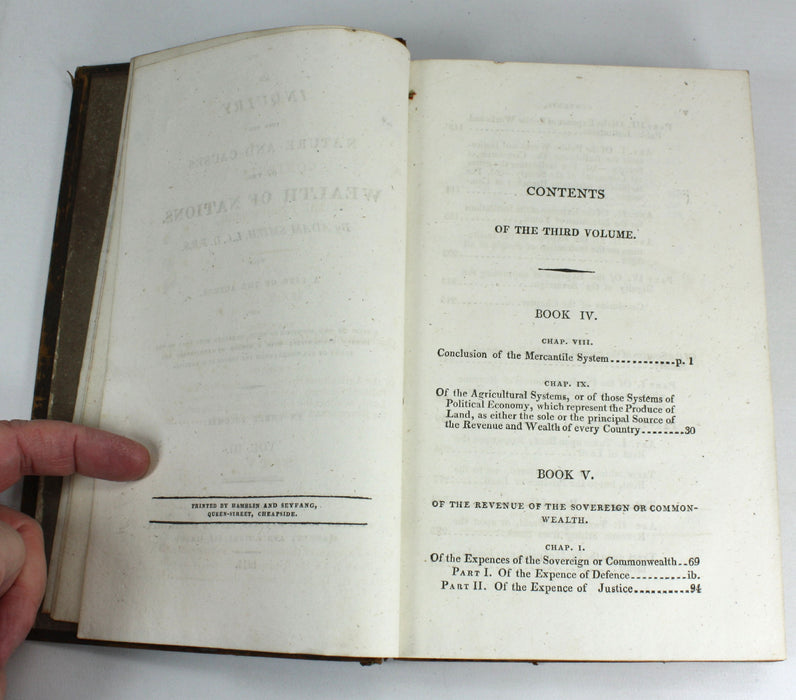 PRINTED BY HAMBLIN AND SEYFANG,
QUEEN-STREET, CHEAPSIDE.
CONTENTS
OF THE THIRD VOLUME.
BOOK IV.
CHAP. VIII.
Conclusion of the Mercantile System............p. 1
CHAP. IX.
Of the Agricultural Systems, or of those Systems of
Political Economy, which represent the Produce of
Land, as either the sole or the principal Source of
the Revenue and Wealth of every Country........30
BOOK V.
OF THE REVENUE OF THE SOVEREIGN OR COMMON-
WEALTH.
CHAP. I.
Of the Expences of the Sovereign or Commonwealth..69
PART I. Of the Expence of Defence..........ib.
PART II. Of the Expence of Justice..........94